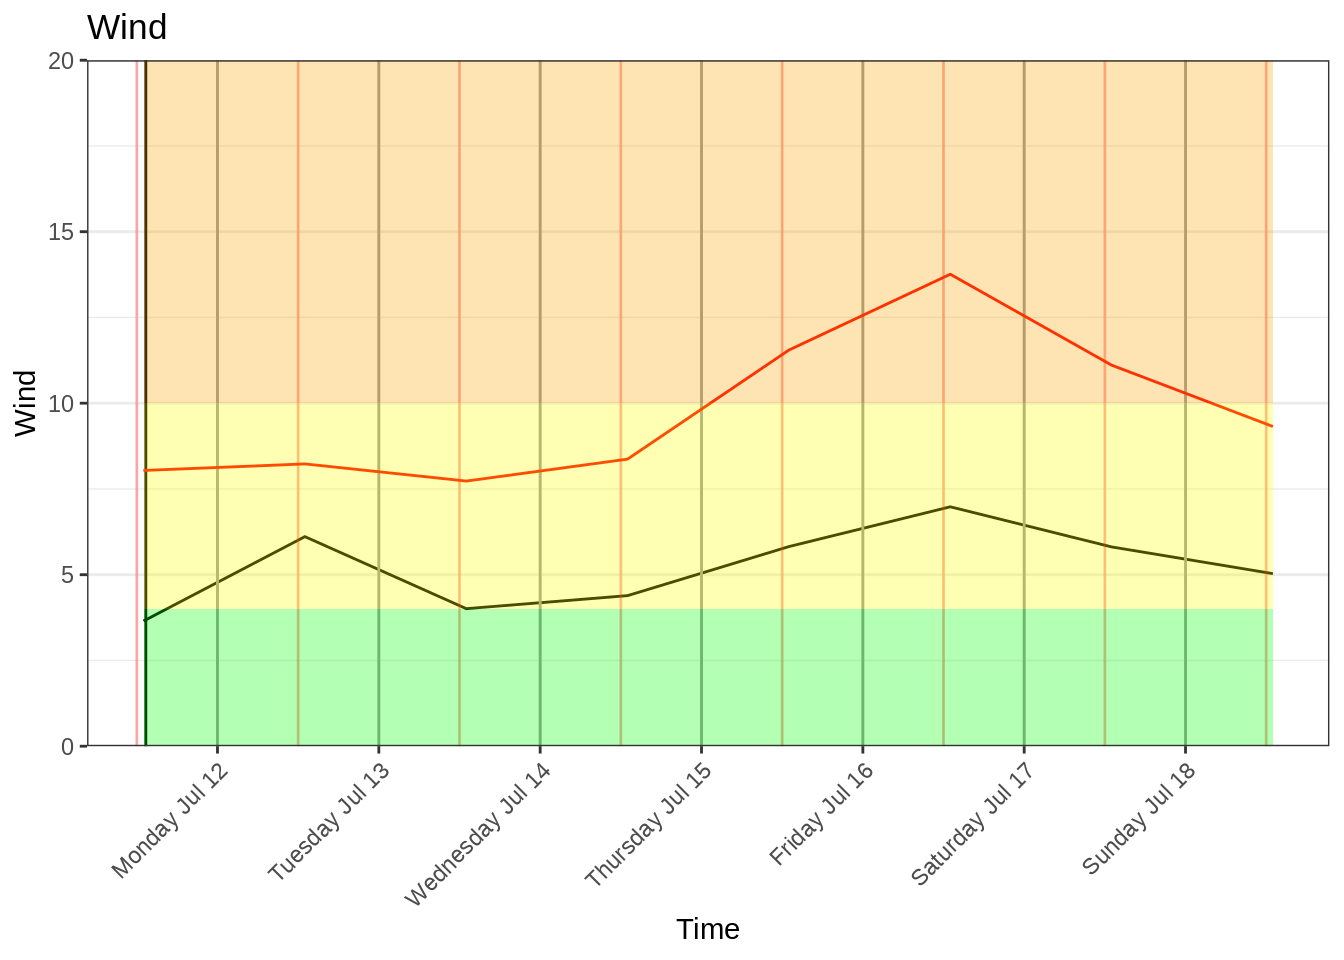 Wind
20
15
10
5
0
Wind
Monday Jul 12
Tuesday Jul 13
Wednesday Jul 14
Thursday Jul 15
Friday Jul 16
Saturday Jul 17
Sunday Jul 18
Time